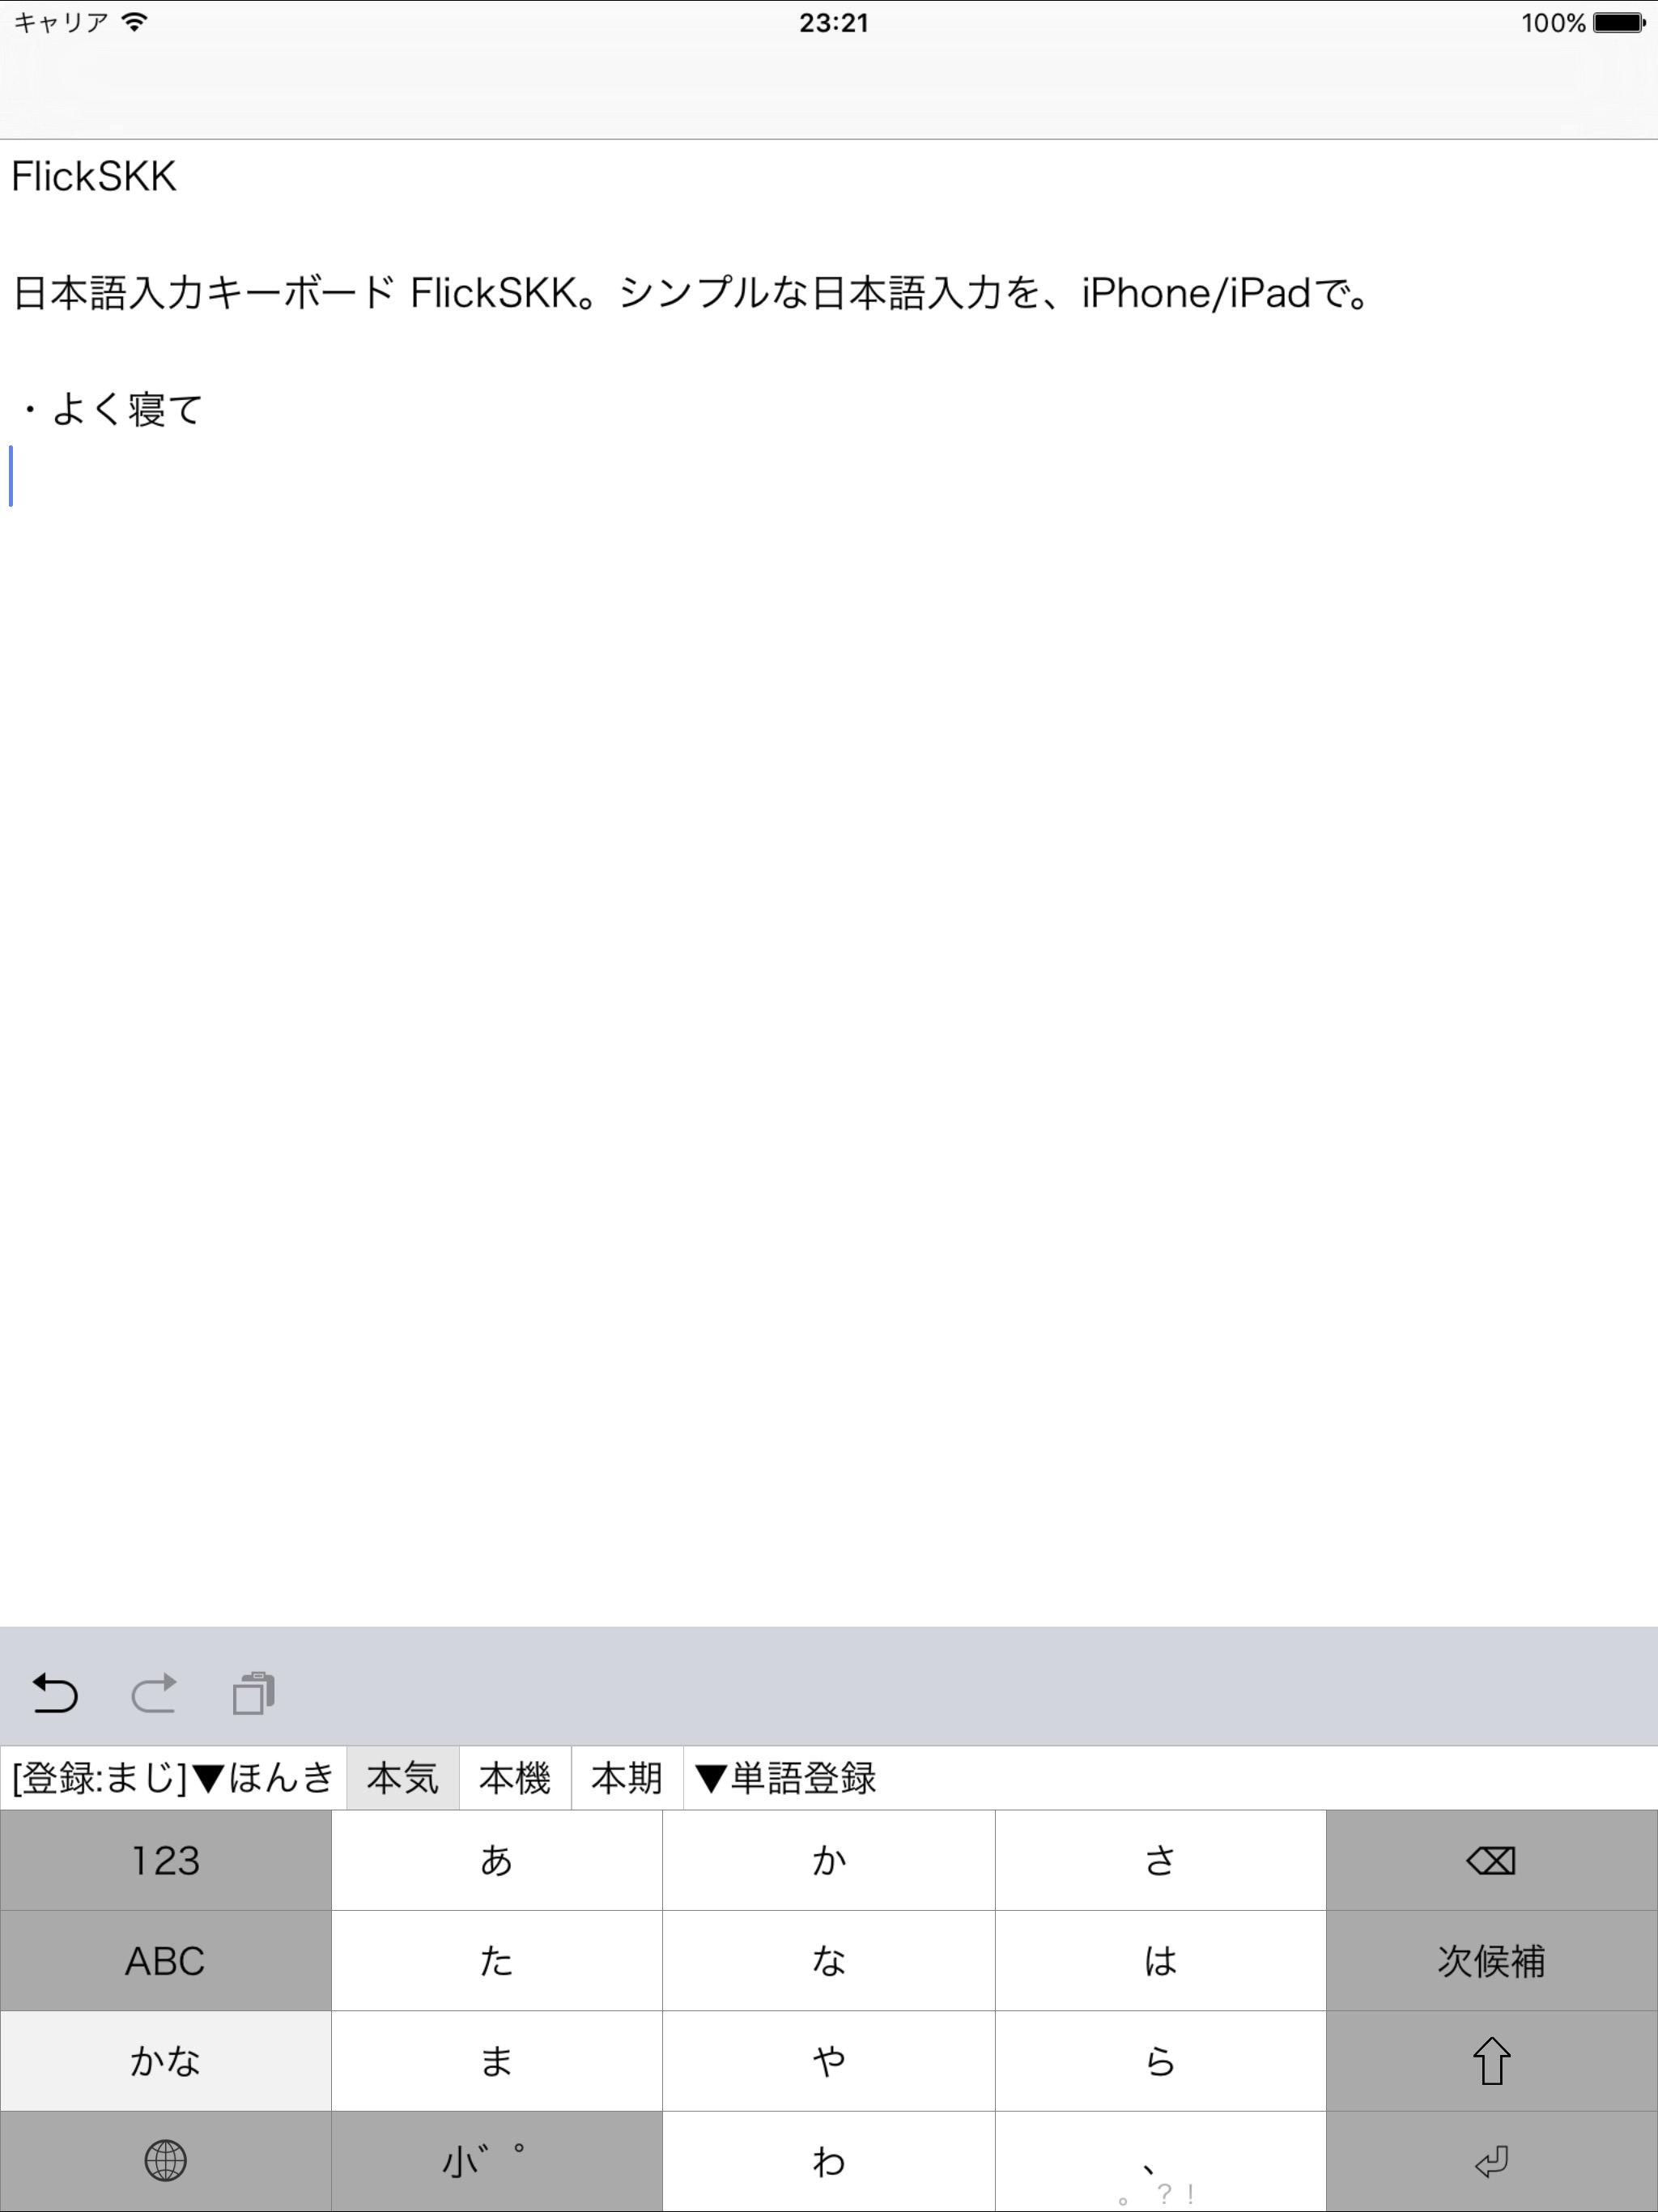 キャリア 23:21 100%
FlickSKK
日本語入力キーボード FlickSKK。シンプルな日本語入力を、iPhone/iPadで。
・よく寝て
[登録:まじ]▼ほんき 本気 本機 本期 ▼単語登録
123 あ か さ
ABC た な は 次候補
かな ま や ら
小゛゜ わ 、
。?!